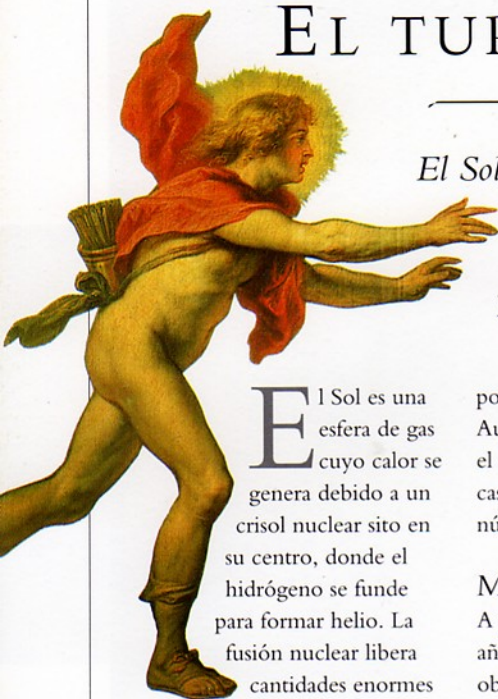 EL TU
El Sol
El Sol es una
esfera de gas
cuyo calor se
genera debido a un
crisol nuclear sito en
su centro, donde el
hidrógeno se funde
para formar helio. La
fusión nuclear libera
cantidades enormes
po
Au
el
cas
nú
M
A
añ
ob